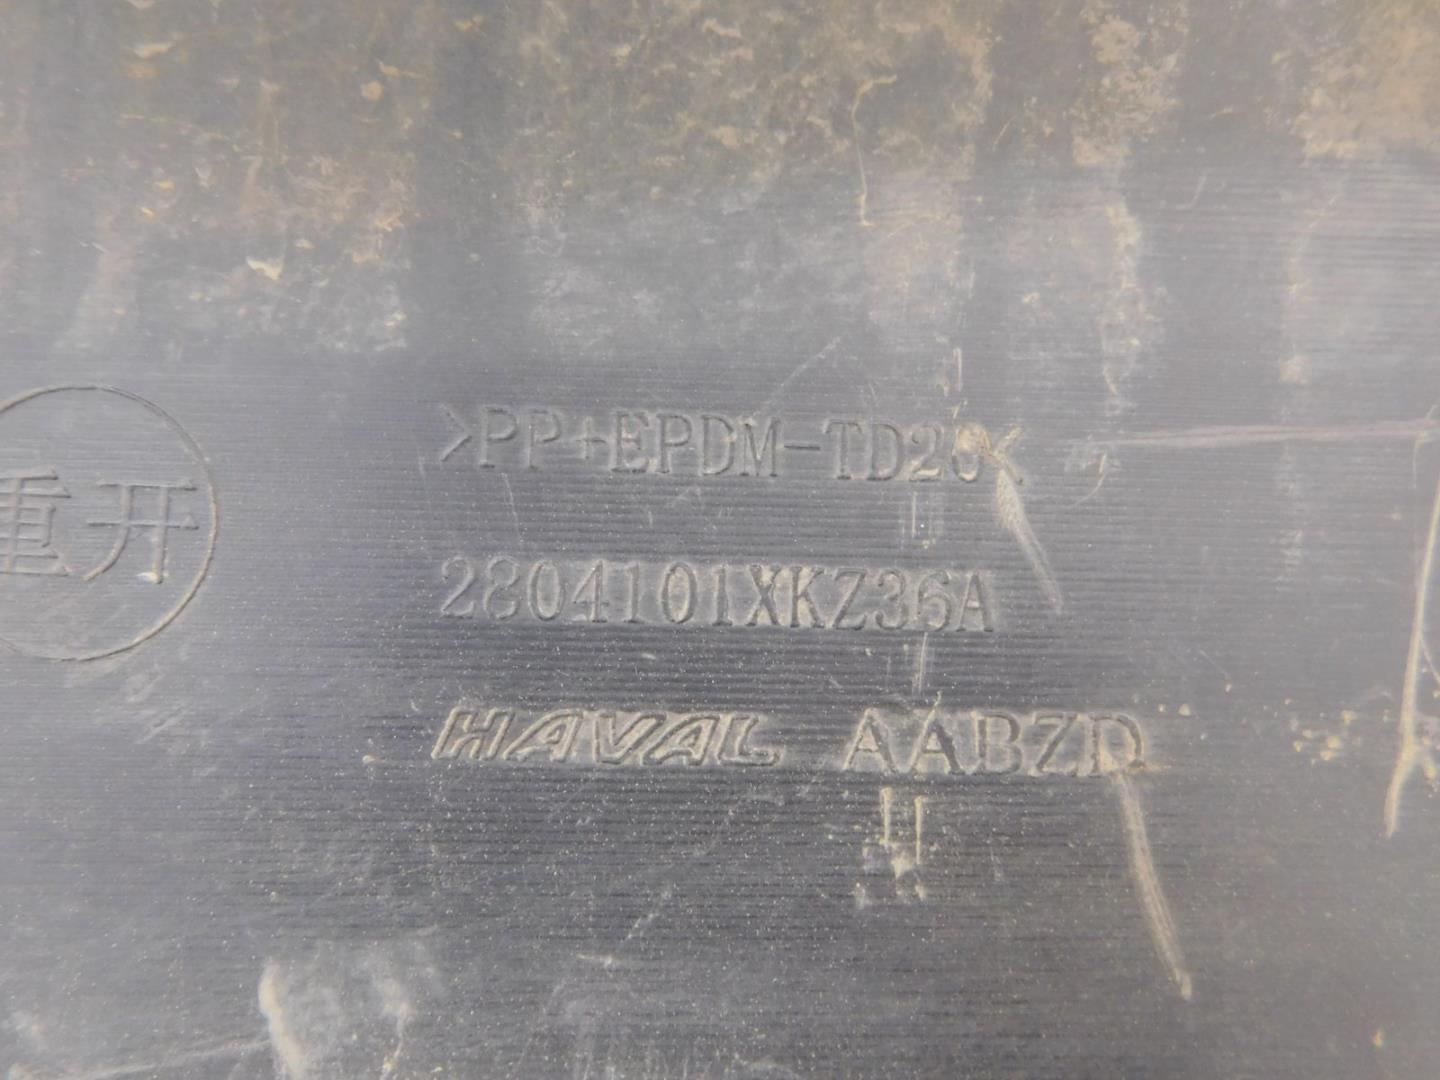 >PP+EPDM-TD20<
重开
2804101XKZ36A
HAVAL AABZD